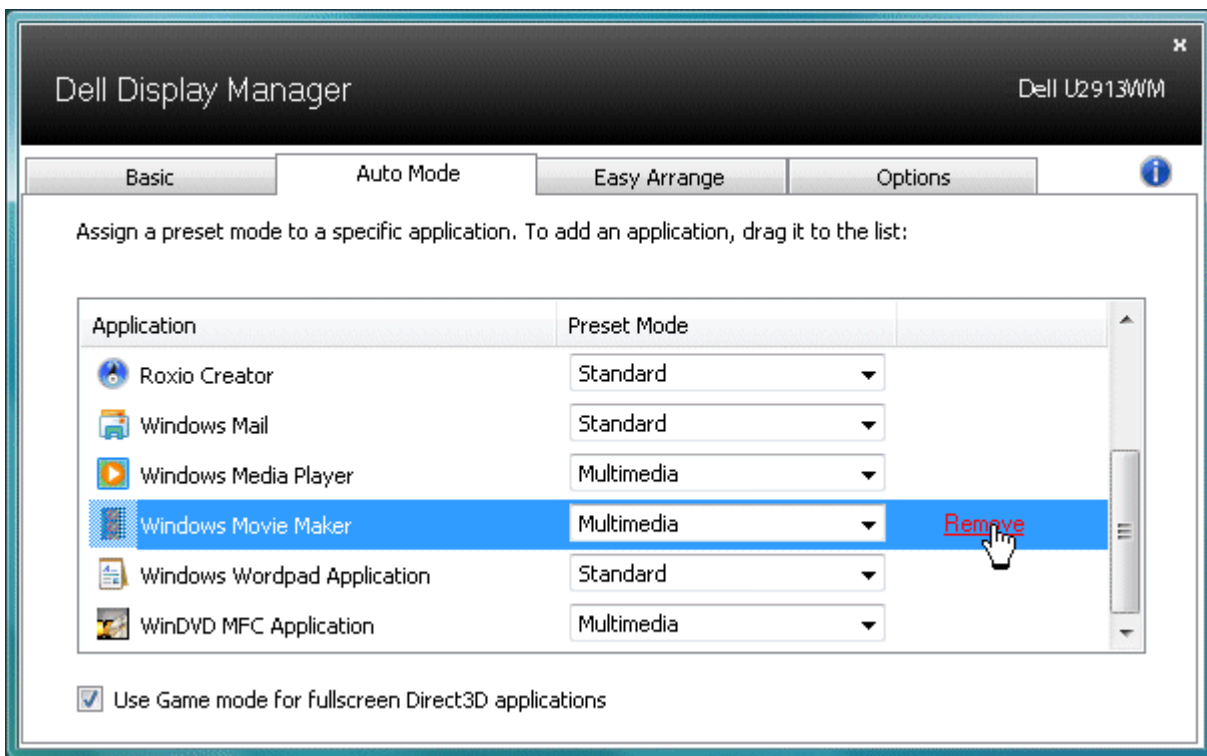 Dell Display Manager
Dell U2913WM
Basic Auto Mode Easy Arrange Options
Assign a preset mode to a specific application. To add an application, drag it to the list:
Application Preset Mode
Roxio Creator Standard
Windows Mail Standard
Windows Media Player Multimedia
Windows Movie Maker Multimedia Remove
Windows Wordpad Application Standard
WinDVD MFC Application Multimedia
Use Game mode for fullscreen Direct3D applications